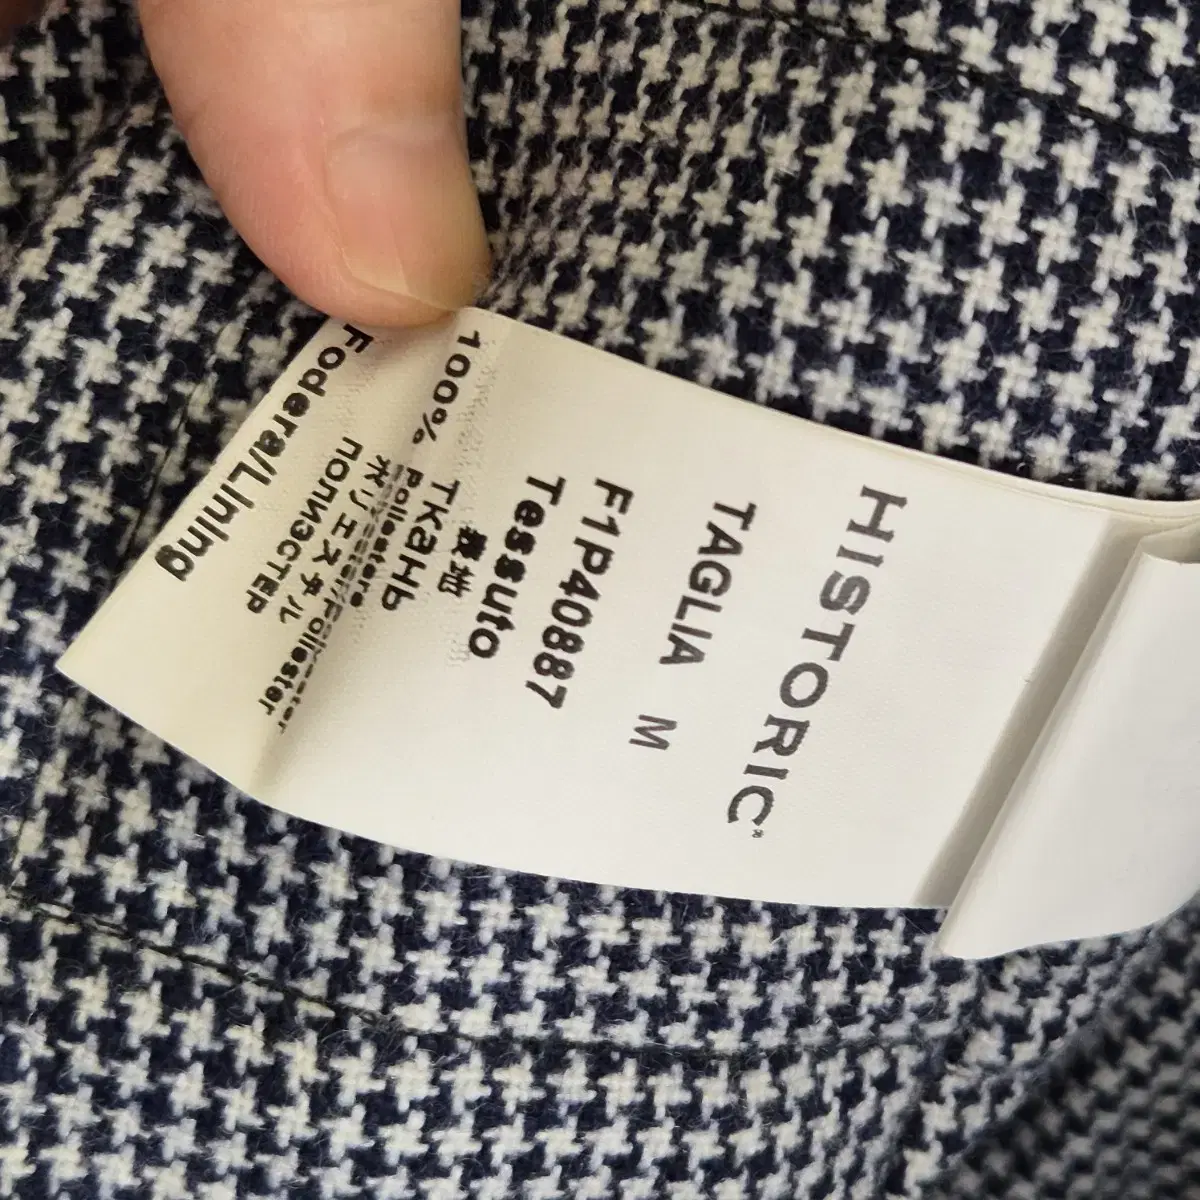 HISTORIC®
TAGLIA M
F1P40887
Tessuto
表地
ТКаНЬ
100% Poliestere
ポリエステル
ПОЛИЭСТЕР
Fodera/Lining